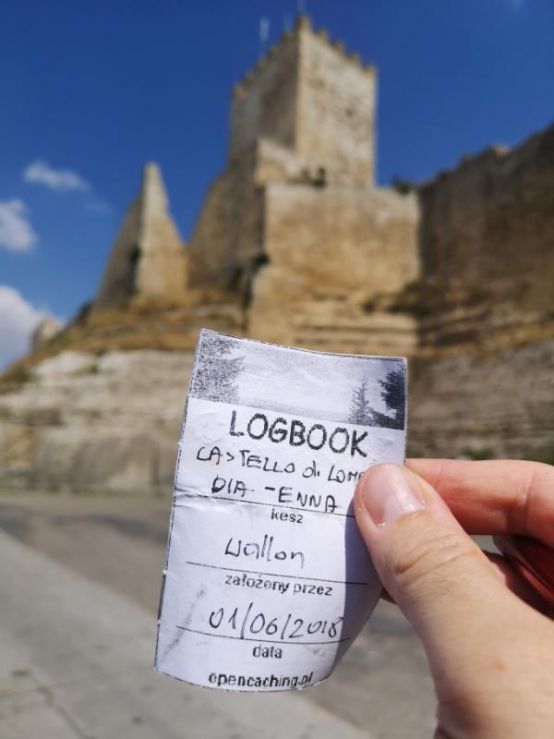 LOGBOOK
CASTELLO di LOM
DIA - ENNA
kesz
wallon
założony przez
01/06/2018
data
opencaching.pl